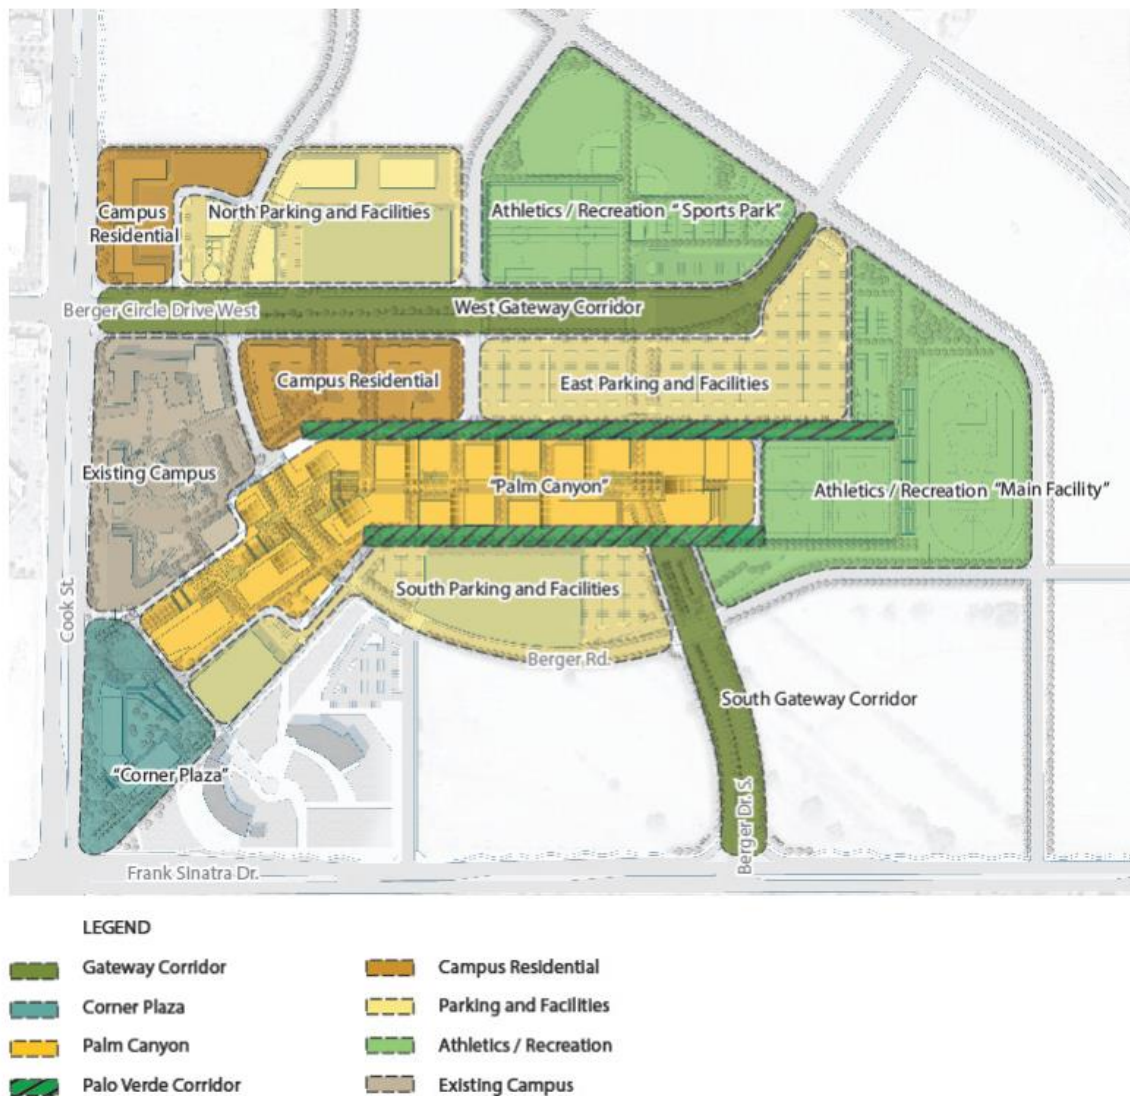 Campus
Residential
North Parking and Facilities
Athletics / Recreation "Sports Park"
Berger Circle Drive West
West Gateway Corridor
Campus Residential
East Parking and Facilities
Existing Campus
"Palm Canyon"
Athletics / Recreation "Main Facility"
Cook St.
South Parking and Facilities
Berger Rd.
South Gateway Corridor
"Corner Plaza"
Berger Dr. S.
Frank Sinatra Dr.
LEGEND
Gateway Corridor
Corner Plaza
Palm Canyon
Palo Verde Corridor
Campus Residential
Parking and Facilities
Athletics / Recreation
Existing Campus